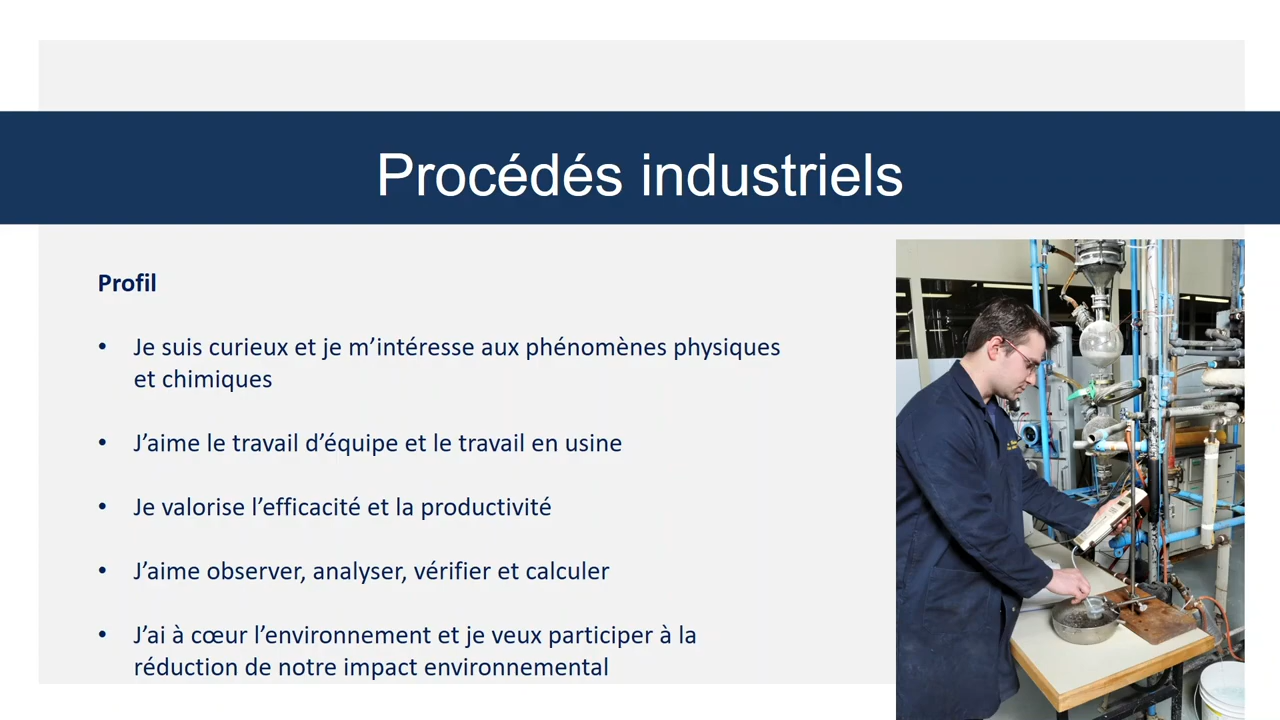 Procédés industriels
Profil
• Je suis curieux et je m’intéresse aux phénomènes physiques
et chimiques
• J’aime le travail d’équipe et le travail en usine
• Je valorise l’efficacité et la productivité
• J’aime observer, analyser, vérifier et calculer
• J’ai à cœur l’environnement et je veux participer à la
réduction de notre impact environnemental